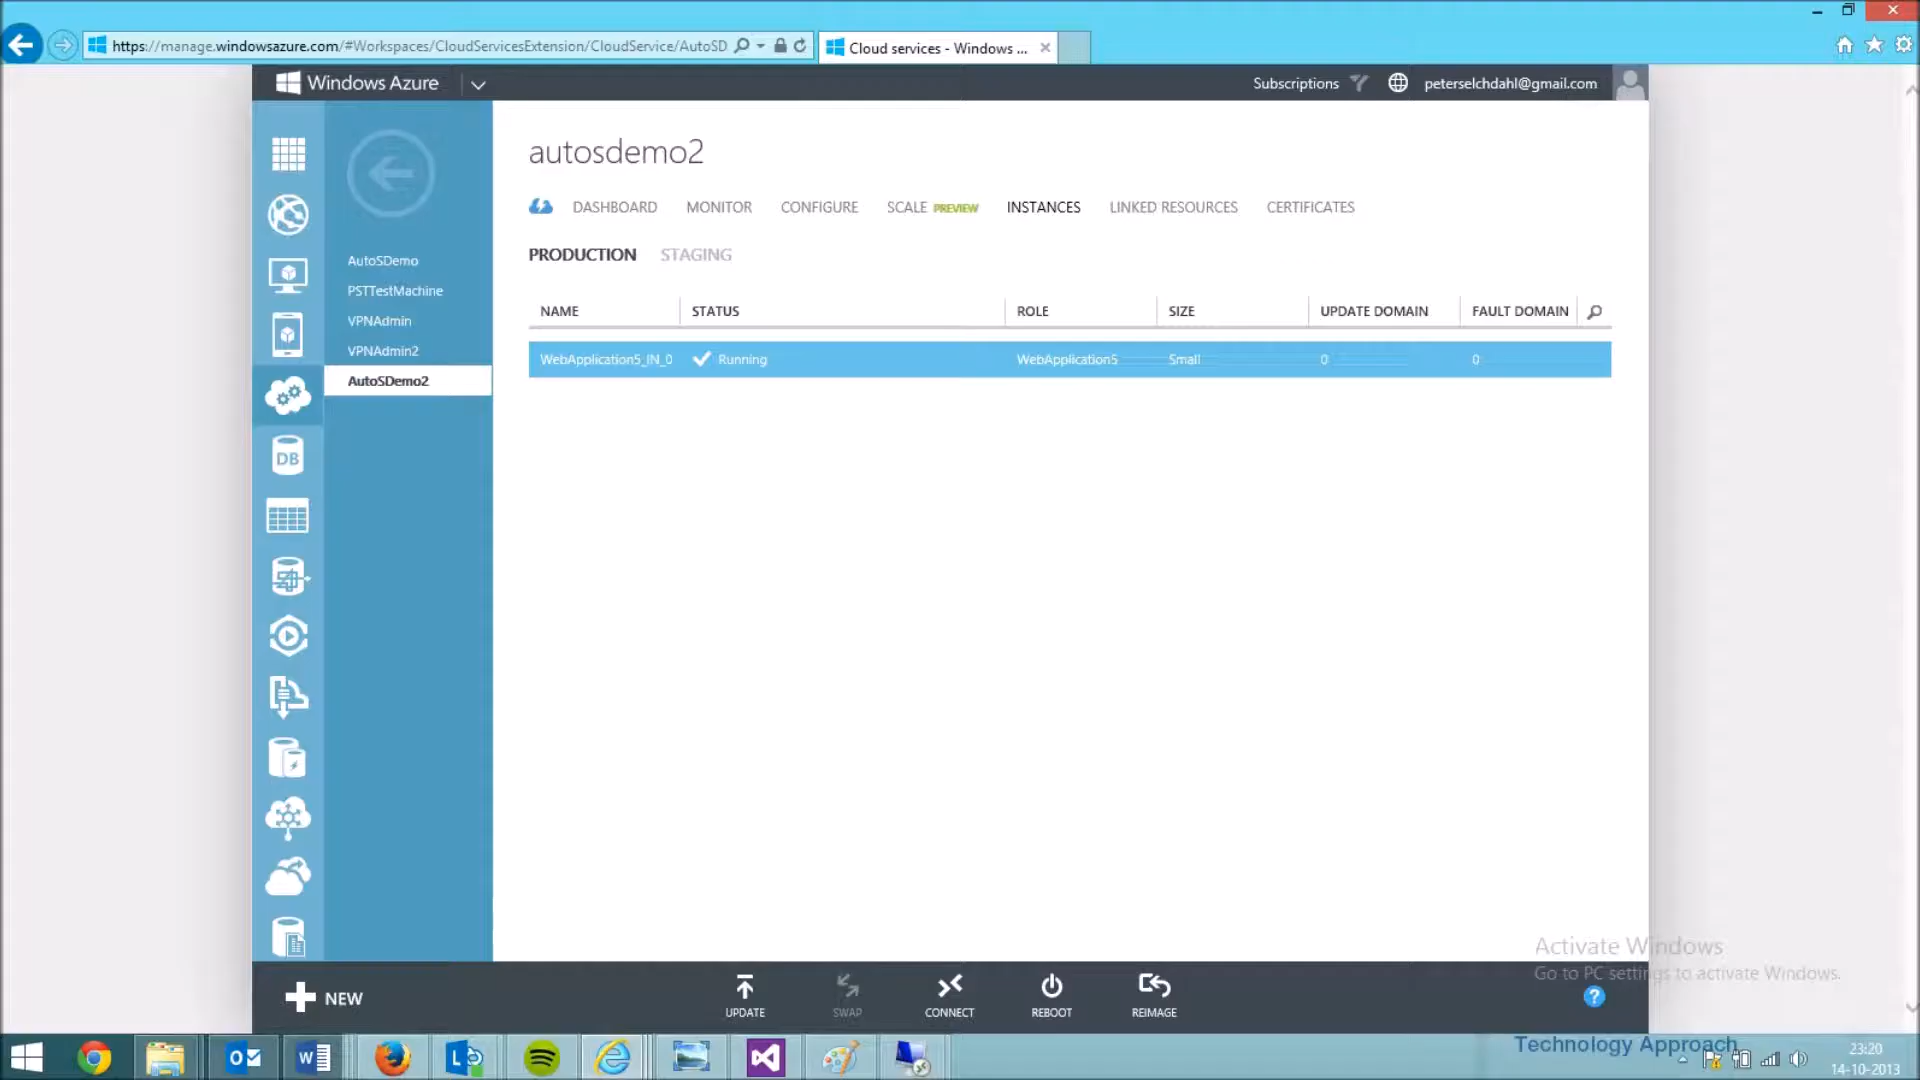 https://manage.windowsazure.com/#Workspaces/CloudServicesExtension/CloudService/AutoSD
Cloud services - Windows ...
Windows Azure
Subscriptions
peterselchdahl@gmail.com
autosdemo2
DASHBOARD MONITOR CONFIGURE SCALE PREVIEW INSTANCES LINKED RESOURCES CERTIFICATES
PRODUCTION STAGING
AutoSDemo
PSTTestMachine
VPNAdmin
VPNAdmin2
AutoSDemo2
NAME STATUS ROLE SIZE UPDATE DOMAIN FAULT DOMAIN
WebApplication5_IN_0 Running WebApplication5 Small 0 0
DB
Activate Windows
Go to PC settings to activate Windows.
NEW
UPDATE SWAP CONNECT REBOOT REIMAGE
?
Technology Approach
23:20
14-10-2013